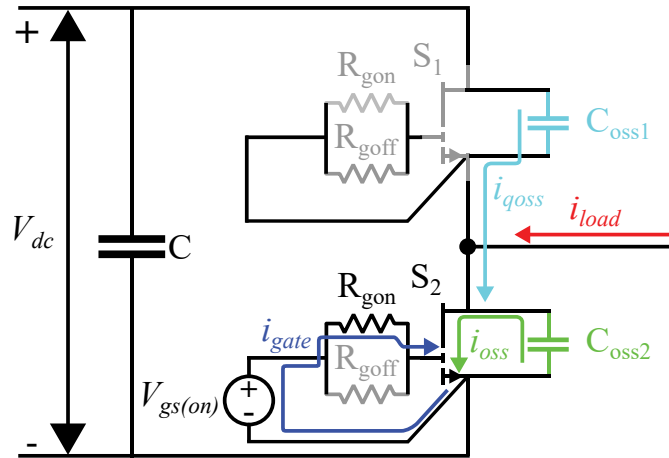 +
S1
Rgon
Rgoff
Coss1
iqoss
iload
Vdc
C
S2
Rgon
igate
Rgoff
ioss
Coss2
+
-
Vgs(on)
-